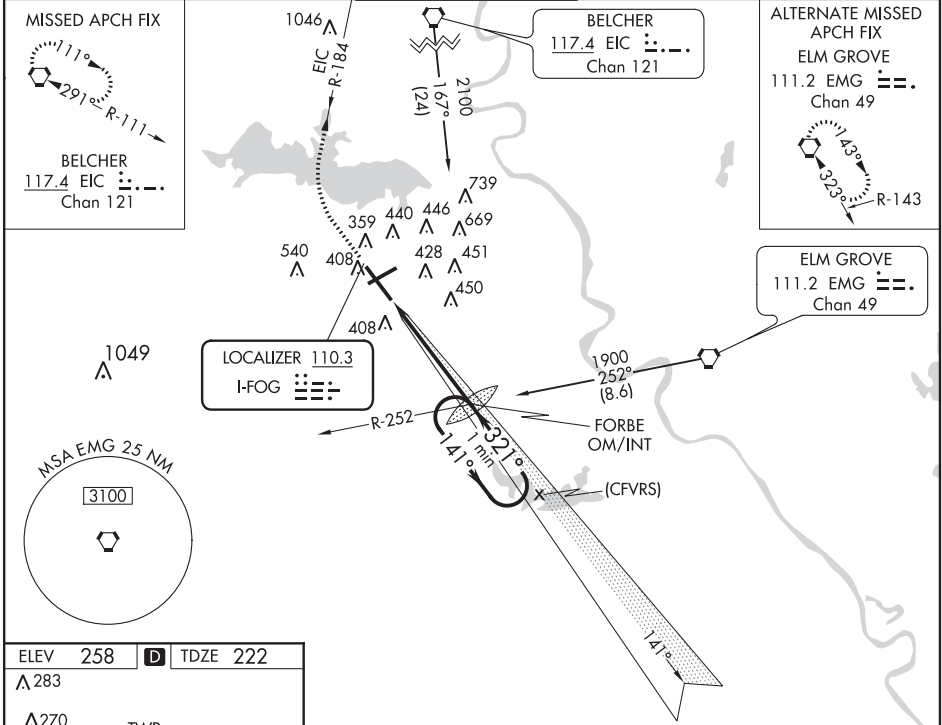 MISSED APCH FIX
111°
291°
R-111
BELCHER
117.4 EIC
Chan 121
1046
EIC
R-184
2100
167°
(24)
BELCHER
117.4 EIC
Chan 121
ALTERNATE MISSED
APCH FIX
ELM GROVE
111.2 EMG
Chan 49
143°
323°
R-143
739
359
440
446
669
540
408
428
451
450
408
ELM GROVE
111.2 EMG
Chan 49
1049
LOCALIZER 110.3
I-FOG
1900
252°
(8.6)
R-252
FORBE
OM/INT
321°
1 min
141°
(CFVRS)
MSA EMG 25 NM
3100
141°
ELEV 258 D TDZE 222
283
270
TWR